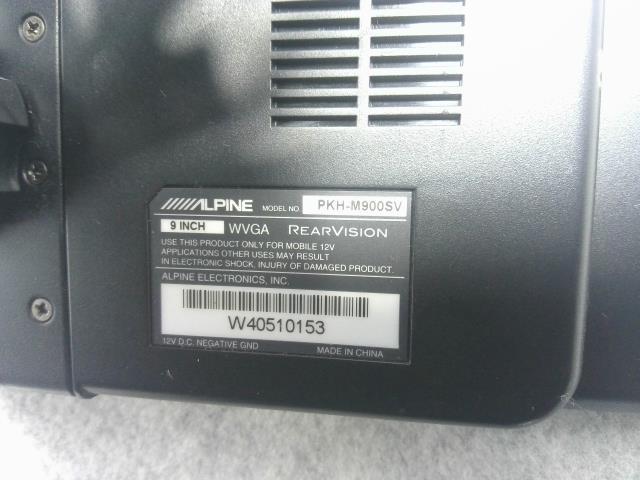 ALPINE MODEL NO PKH-M900SV
9 INCH WVGA REARVISION
USE THIS PRODUCT ONLY FOR MOBILE 12V
APPLICATIONS OTHER USES MAY RESULT
IN ELECTRONIC SHOCK, INJURY OF DAMAGED PRODUCT.
ALPINE ELECTRONICS, INC.
W40510153
12V D.C. NEGATIVE GND MADE IN CHINA